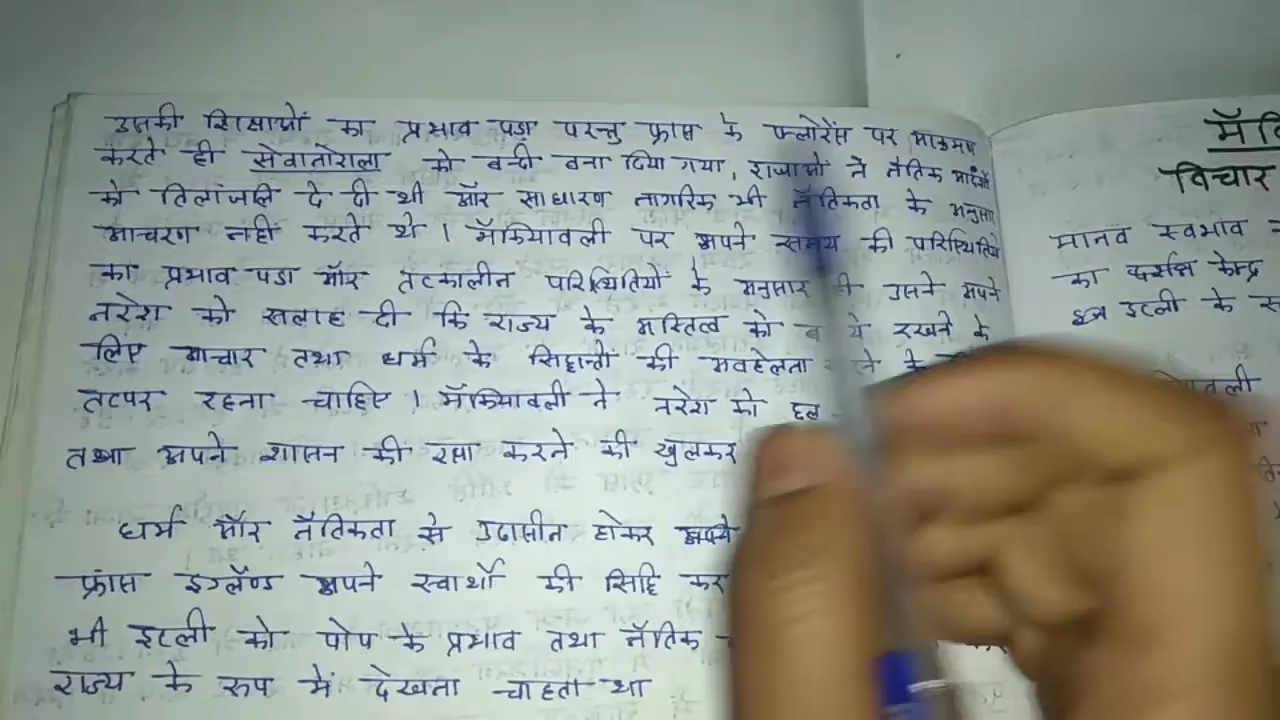 उसकी शिक्षाओं का प्रभाव पड़ा परन्तु फ्रांस के फ्लोरेंस पर आक्रमण
करते ही सेवानारोला को बन्दी बना दिया गया, राजाओं ने नैतिक आदर्शों
को तिलांजलि दे दी थी और साधारण नागरिक भी नैतिकता के अनुसार
आचरण नहीं करते थे । मैकियावली पर अपने समय की परिस्थितियों
का प्रभाव पडा और तत्कालीन परिस्थितियों के अनुसार ही उसने अपने
नरेश को सलाह दी कि राज्य के अस्तित्व को रखने के
लिए आचार तथा धर्म के सिद्धान्तो की अवहेलना
तत्पर रहना चाहिए । मैकियावली ने नरेश को छल
तथा अपने शासन की रक्षा करने की खुलकर
धर्म और नैतिकता से उदासीन होकर अपने
फ्रांस इंग्लैण्ड अपने स्वार्थो की सिद्धि कर
भी इटली को पोप के प्रभाव तथा नैतिक
राज्य के रूप में देखना चाहता था
विचार
मानव स्वभाव
का दर्शन केन्द्र
इटली के